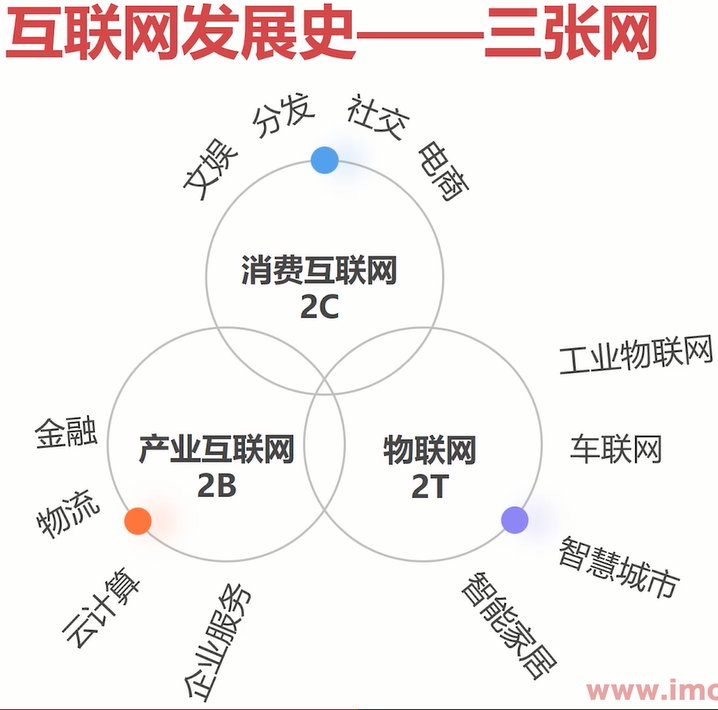 互联网发展史——三张网
文娱
分发
社交
电商
消费互联网
2C
工业物联网
金融
产业互联网
2B
物联网
2T
车联网
物流
智慧城市
云计算
企业服务
智能家居
www.imo